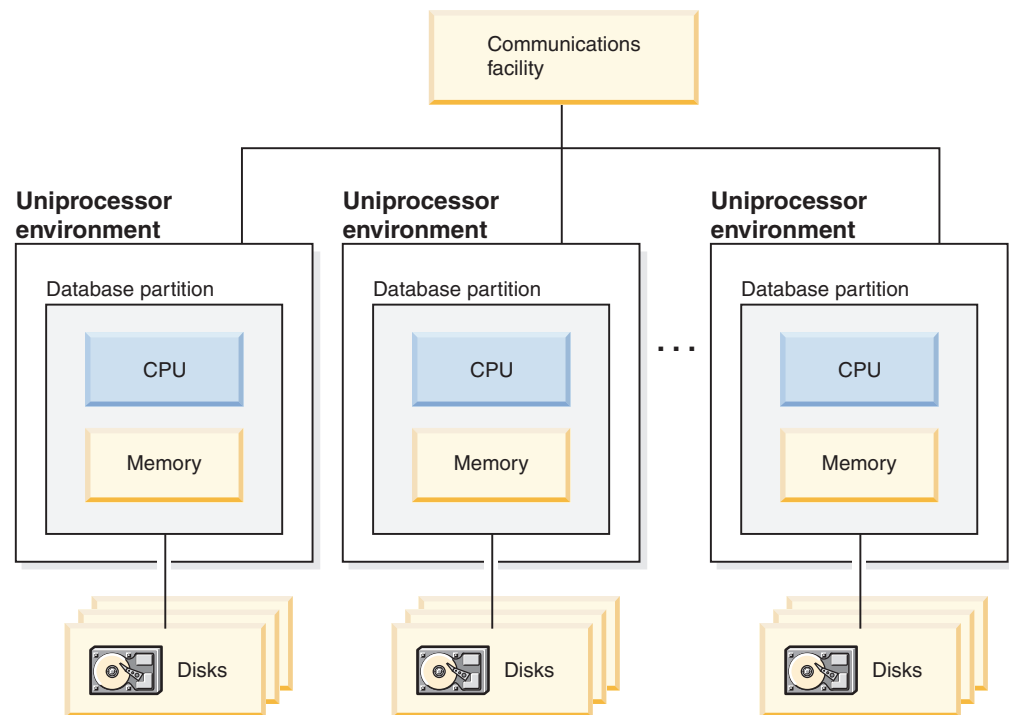 Communications
facility
Uniprocessor
environment
Uniprocessor
environment
Uniprocessor
environment
Database partition
Database partition
Database partition
CPU
CPU
. . .
CPU
Memory
Memory
Memory
Disks
Disks
Disks